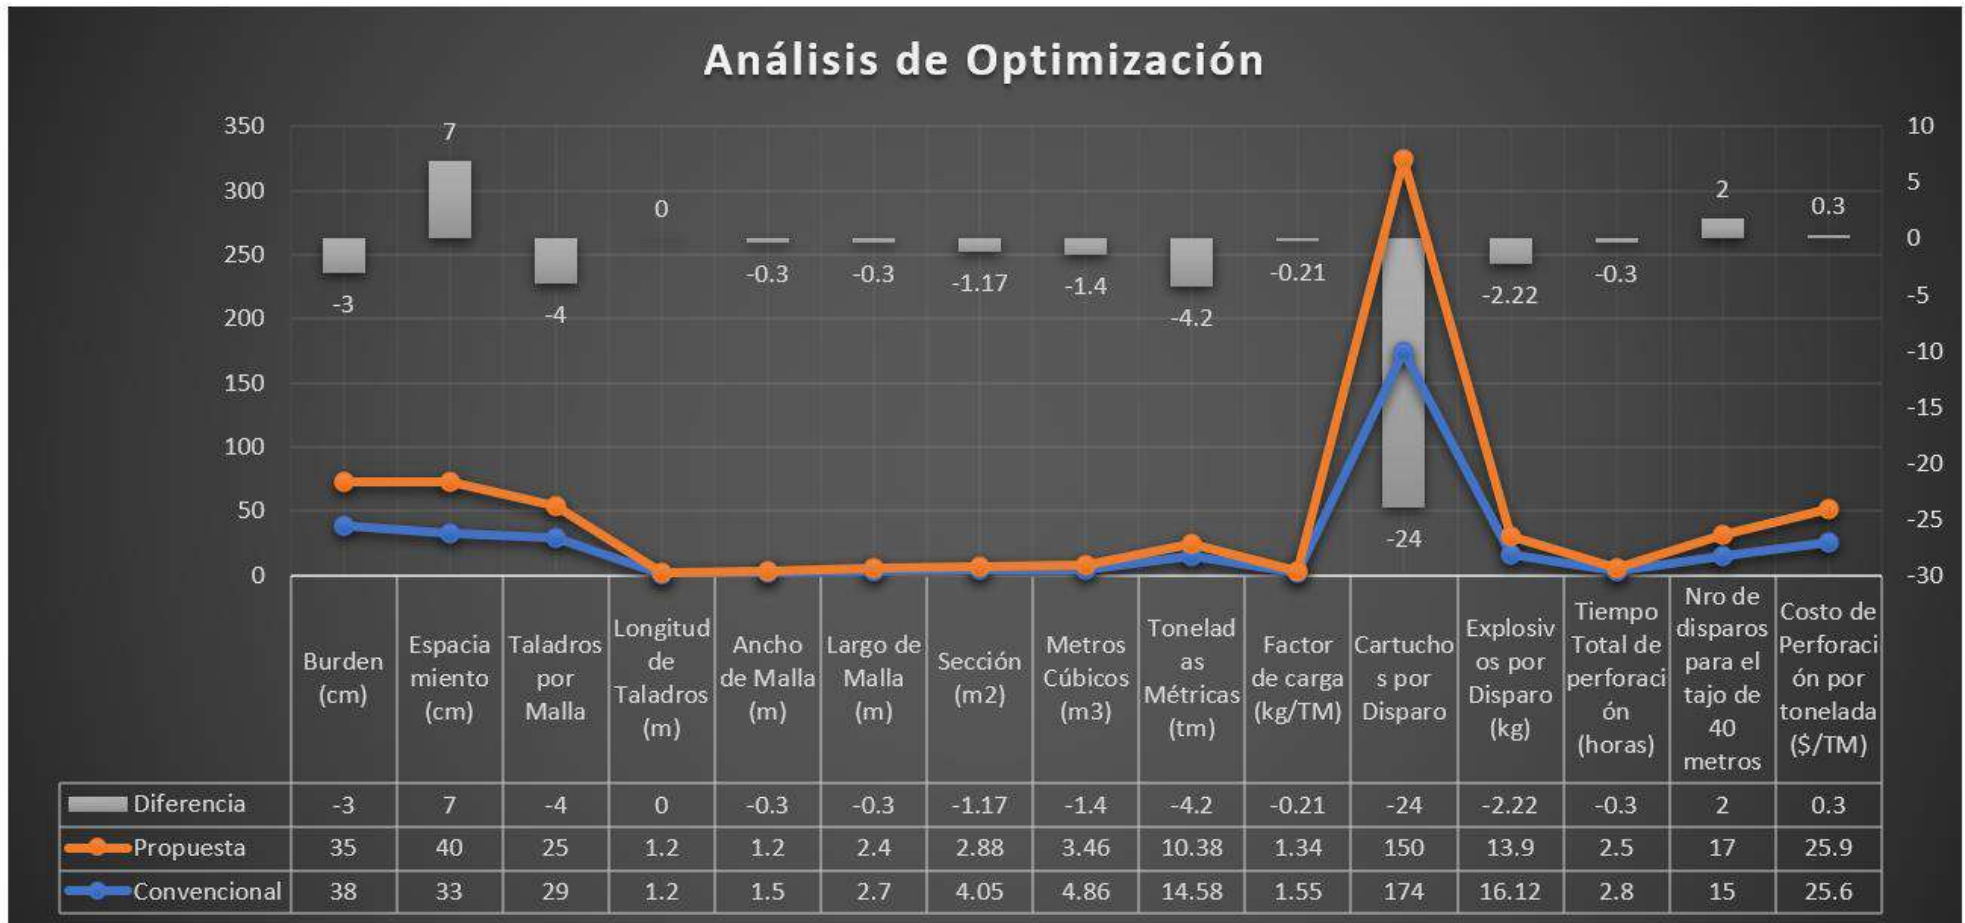 Análisis de Optimización
350
300
250
200
150
100
50
0
10
5
0
-5
-10
-15
-20
-25
-30
-3
7
-4
0
-0.3
-0.3
-1.17
-1.4
-4.2
-0.21
-24
-2.22
-0.3
2
0.3
Burden
(cm)
Espacia
miento
(cm)
Taladros
por
Malla
Longitud
de
Taladros
(m)
Ancho
de Malla
(m)
Largo de
Malla
(m)
Sección
(m2)
Metros
Cúbicos
(m3)
Tonelad
as
Métricas
(tm)
Factor
de carga
(kg/TM)
Cartucho
s por
Disparo
Explosiv
os por
Disparo
(kg)
Tiempo
Total de
perforaci
ón
(horas)
Nro de
disparos
para el
tajo de
40
metros
Costo de
Perforaci
ón por
tonelada
($/TM)
Diferencia -3 7 -4 0 -0.3 -0.3 -1.17 -1.4 -4.2 -0.21 -24 -2.22 -0.3 2 0.3
Propuesta 35 40 25 1.2 1.2 2.4 2.88 3.46 10.38 1.34 150 13.9 2.5 17 25.9
Convencional 38 33 29 1.2 1.5 2.7 4.05 4.86 14.58 1.55 174 16.12 2.8 15 25.6